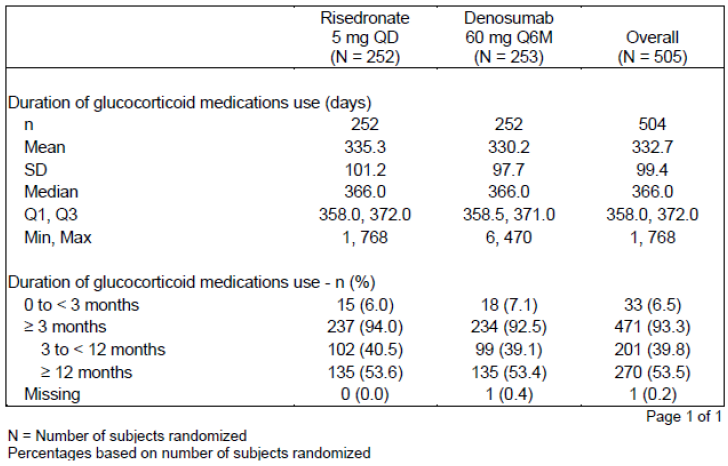 Risedronate 5 mg QD (N = 252) Denosumab 60 mg Q6M (N = 253) Overall (N = 505)
Duration of glucocorticoid medications use (days)
n 252 252 504
Mean 335.3 330.2 332.7
SD 101.2 97.7 99.4
Median 366.0 366.0 366.0
Q1, Q3 358.0, 372.0 358.5, 371.0 358.0, 372.0
Min, Max 1, 768 6, 470 1, 768
Duration of glucocorticoid medications use - n (%)
0 to < 3 months 15 (6.0) 18 (7.1) 33 (6.5)
≥ 3 months 237 (94.0) 234 (92.5) 471 (93.3)
3 to < 12 months 102 (40.5) 99 (39.1) 201 (39.8)
≥ 12 months 135 (53.6) 135 (53.4) 270 (53.5)
Missing 0 (0.0) 1 (0.4) 1 (0.2)
Page 1 of 1
N = Number of subjects randomized
Percentages based on number of subjects randomized